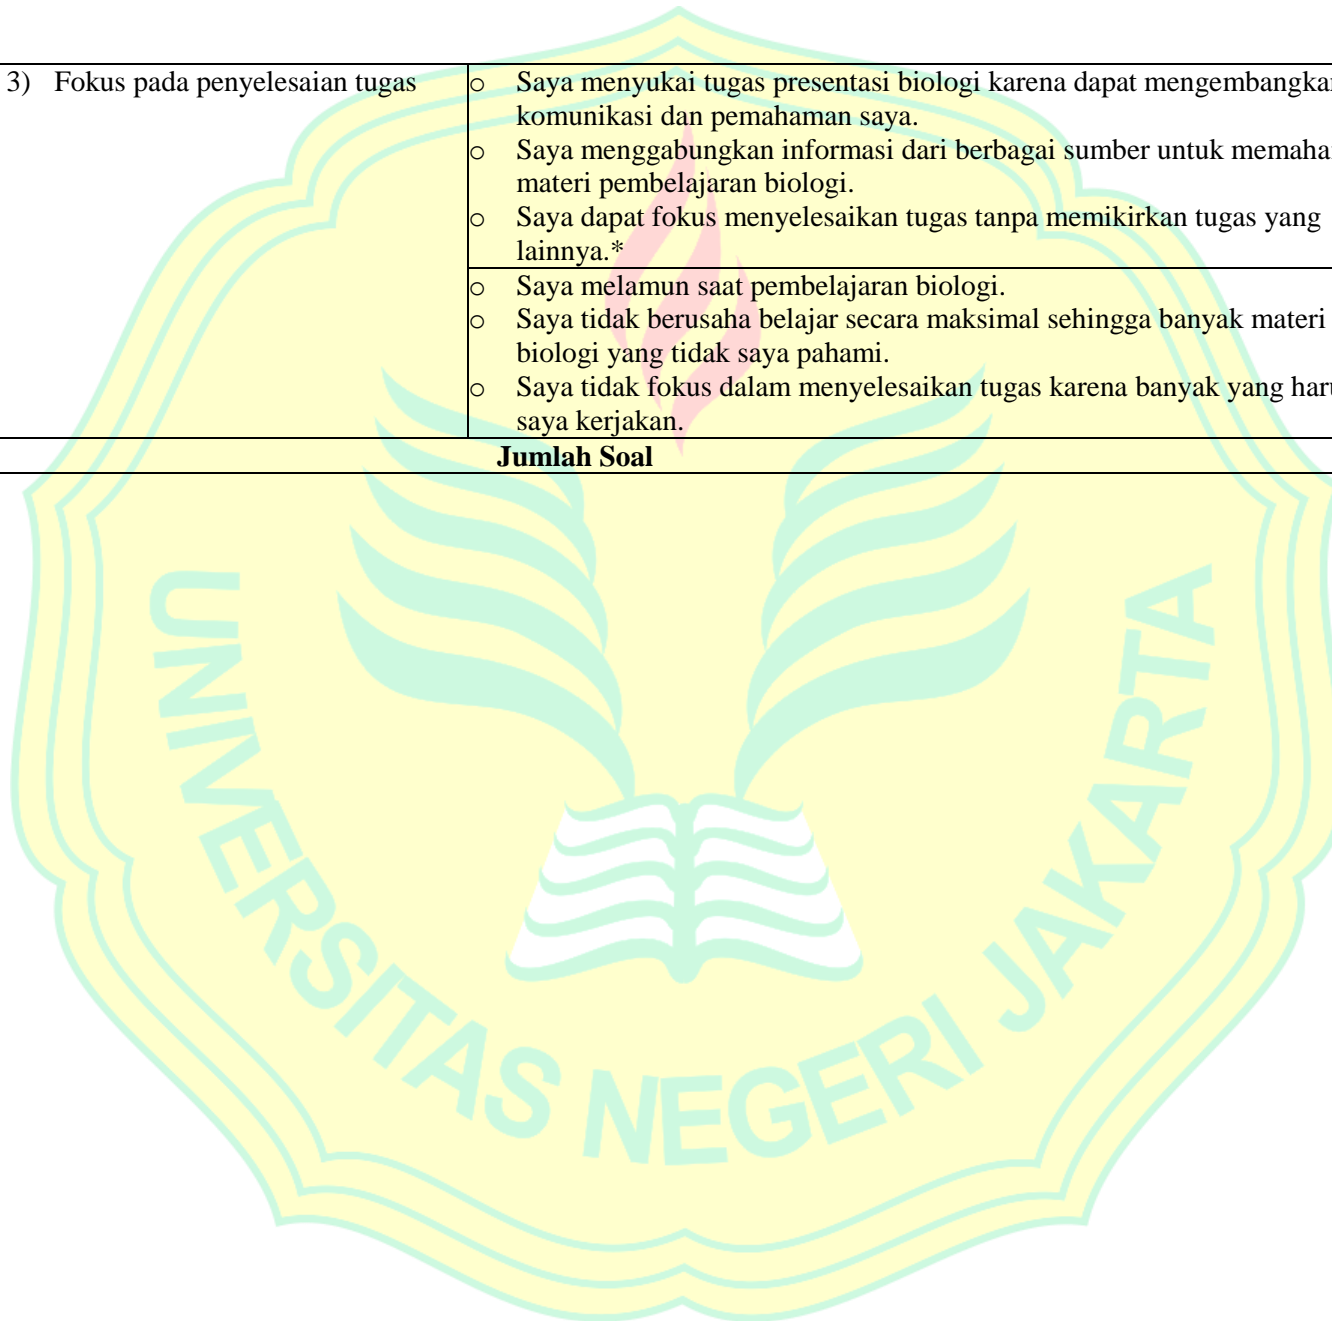 3) Fokus pada penyelesaian tugas
o Saya menyukai tugas presentasi biologi karena dapat mengembangkan
komunikasi dan pemahaman saya.
o Saya menggabungkan informasi dari berbagai sumber untuk
materi pembelajaran biologi.
o Saya dapat fokus menyelesaikan tugas tanpa memikirkan tugas yang
lainnya.*
o Saya melamun saat pembelajaran biologi.
o Saya tidak berusaha belajar secara maksimal sehingga banyak materi
biologi yang tidak saya pahami.
o Saya tidak fokus dalam menyelesaikan tugas karena banyak yang
saya kerjakan.
Jumlah Soal
UNIVERSITAS NEGERI JAKARTA